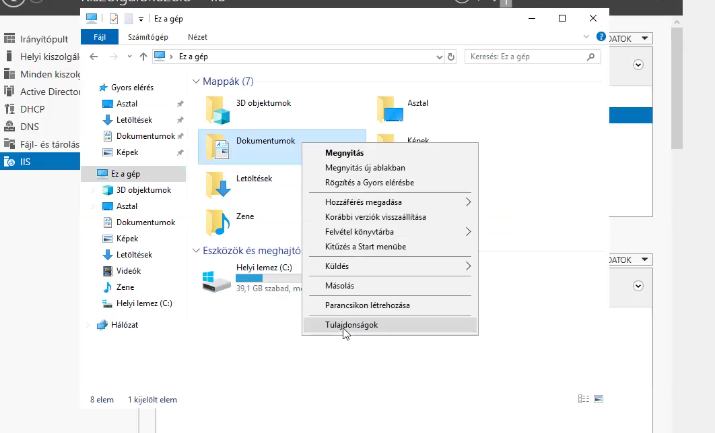 Ez a gép
Fájl
Számítógép
Nézet
Ez a gép
Keresés: Ez a gép
Irányítópult
Helyi kiszolgál
Minden kiszolg
Active Director
DHCP
DNS
Fájl- és tárolás
IIS
Gyors elérés
Asztal
Letöltések
Dokumentumok
Képek
Ez a gép
3D objektumok
Asztal
Dokumentumok
Képek
Letöltések
Videók
Zene
Helyi lemez (C:)
Hálózat
Mappák (7)
3D objektumok
Asztal
Dokumentumok
Képek
Letöltések
Zene
Eszközök és meghajtó
Helyi lemez (C:)
39,1 GB szabad, me
Megnyitás
Megnyitás új ablakban
Rögzítés a Gyors elérésbe
Hozzáférés megadása
Korábbi verziók visszaállítása
Felvétel könyvtárba
Kitűzés a Start menübe
Küldés
Másolás
Parancsikon létrehozása
Tulajdonságok
DATOK
DATOK
8 elem
1 kijelölt elem